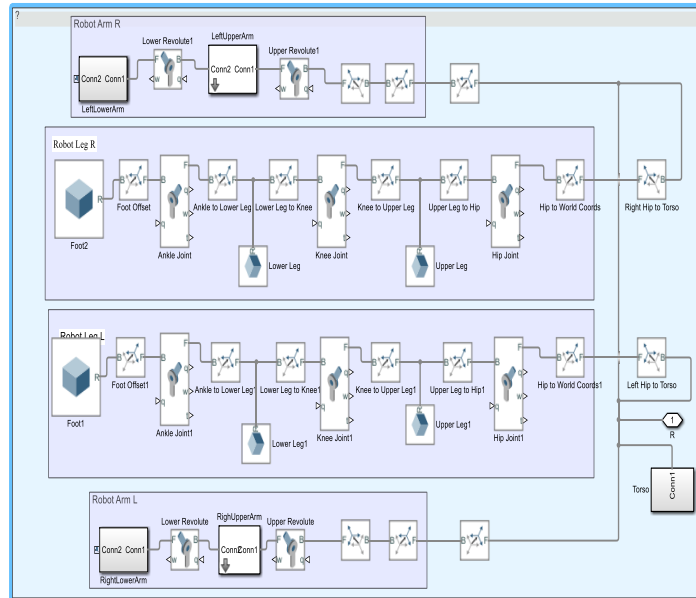 ?
Robot Arm R
Lower Revolute1
LeftUpperArm
Upper Revolute1
Conn2 Conn1
F B
w q
Conn2 Conn1
F B
w q
F B
B F
LeftLowerArm
Robot Leg R
R
B F
B F
q
w
t
q
B F
B F
B F
q
w
t
q
B F
B F
B F
q
w
t
q
B F
B F
Foot Offset
Ankle to Lower Leg
Lower Leg to Knee
Knee to Upper Leg
Upper Leg to Hip
Hip to World Coords
Right Hip to Torso
Foot2
Ankle Joint
R
Lower Leg
Knee Joint
R
Upper Leg
Hip Joint
Robot Leg L
R
B F
B F
q
w
t
q
B F
B F
B F
q
w
t
q
B F
B F
B F
q
w
t
q
B F
B F
Foot Offset1
Ankle to Lower Leg1
Lower Leg to Knee1
Knee to Upper Leg1
Upper Leg to Hip1
Hip to World Coords1
Left Hip to Torso
Foot1
Ankle Joint1
Lower Leg1
Knee Joint1
Upper Leg1
Hip Joint1
1
R
Torso
Conn1
Robot Arm L
Lower Revolute
RighUpperArm
Upper Revolute
Conn2 Conn1
F B
w q
Conn2 Conn1
F B
w q
F B
B F
RightLowerArm